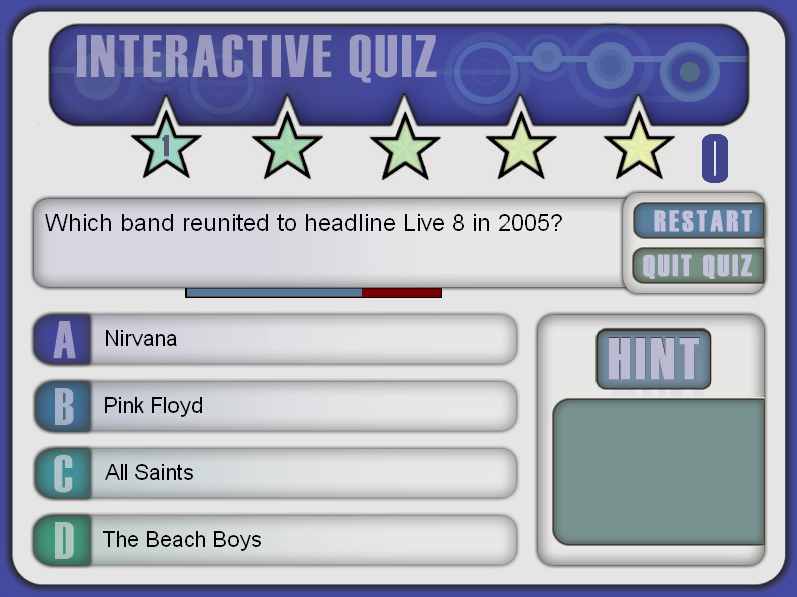 INTERACTIVE QUIZ
1
Which band reunited to headline Live 8 in 2005?
RESTART
QUIT QUIZ
A Nirvana
B Pink Floyd
C All Saints
D The Beach Boys
HINT